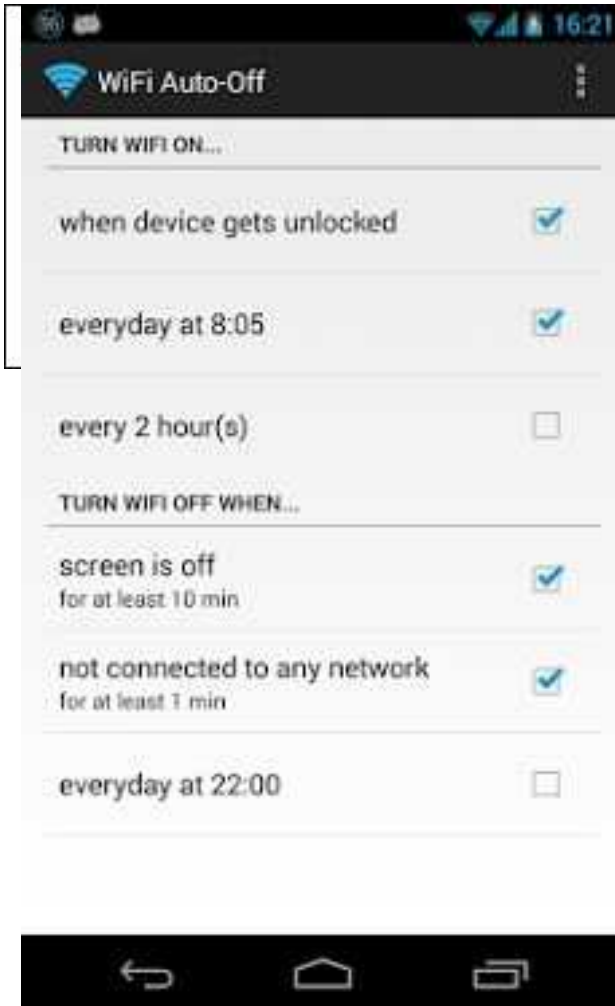 16:21
WiFi Auto-Off
TURN WIFI ON...
when device gets unlocked
everyday at 8:05
every 2 hour(s)
TURN WIFI OFF WHEN...
screen is off
for at least 10 min
not connected to any network
for at least 1 min
everyday at 22:00